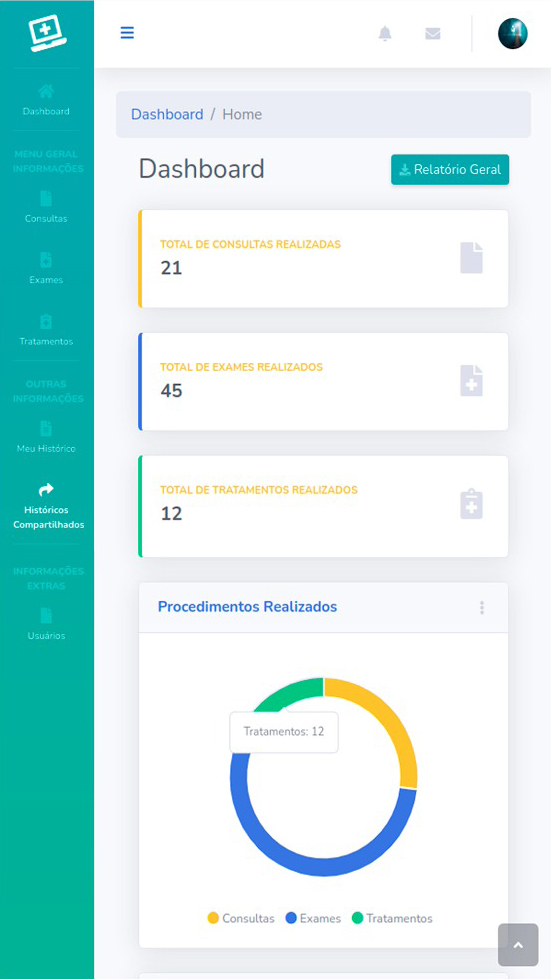 Dashboard
MENU GERAL
INFORMAÇÕES
Consultas
Exames
Tratamentos
OUTRAS
INFORMAÇÕES
Meu Histórico
Históricos
Compartilhados
INFORMAÇÕES
EXTRAS
Usuários
Dashboard / Home
Dashboard
Relatório Geral
TOTAL DE CONSULTAS REALIZADAS
21
TOTAL DE EXAMES REALIZADOS
45
TOTAL DE TRATAMENTOS REALIZADOS
12
Procedimentos Realizados
Tratamentos: 12
Consultas Exames Tratamentos